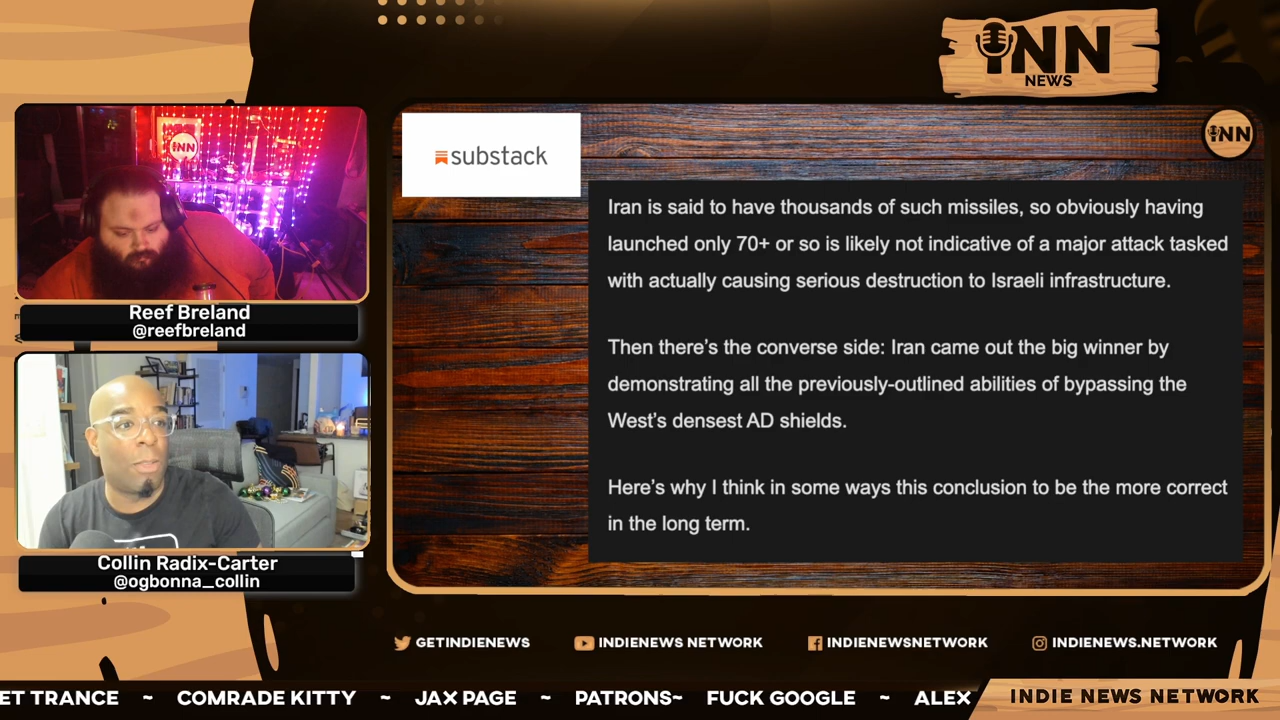 INN
NEWS
INN
INN
substack
Iran is said to have thousands of such missiles, so obviously having
launched only 70+ or so is likely not indicative of a major attack tasked
with actually causing serious destruction to Israeli infrastructure.
Then there's the converse side: Iran came out the big winner by
demonstrating all the previously-outlined abilities of bypassing the
West's densest AD shields.
Here's why I think in some ways this conclusion to be the more correct
in the long term.
Reef Breland
@reefbreland
Collin Radix-Carter
@ogbonna_collin
GETINDIENEWS
INDIENEWS NETWORK
INDIENEWSNETWORK
INDIENEWS.NETWORK
ET TRANCE ~ COMRADE KITTY ~ JAX PAGE ~ PATRONS~ FUCK GOOGLE ~ ALEX
INDIE NEWS NETWORK